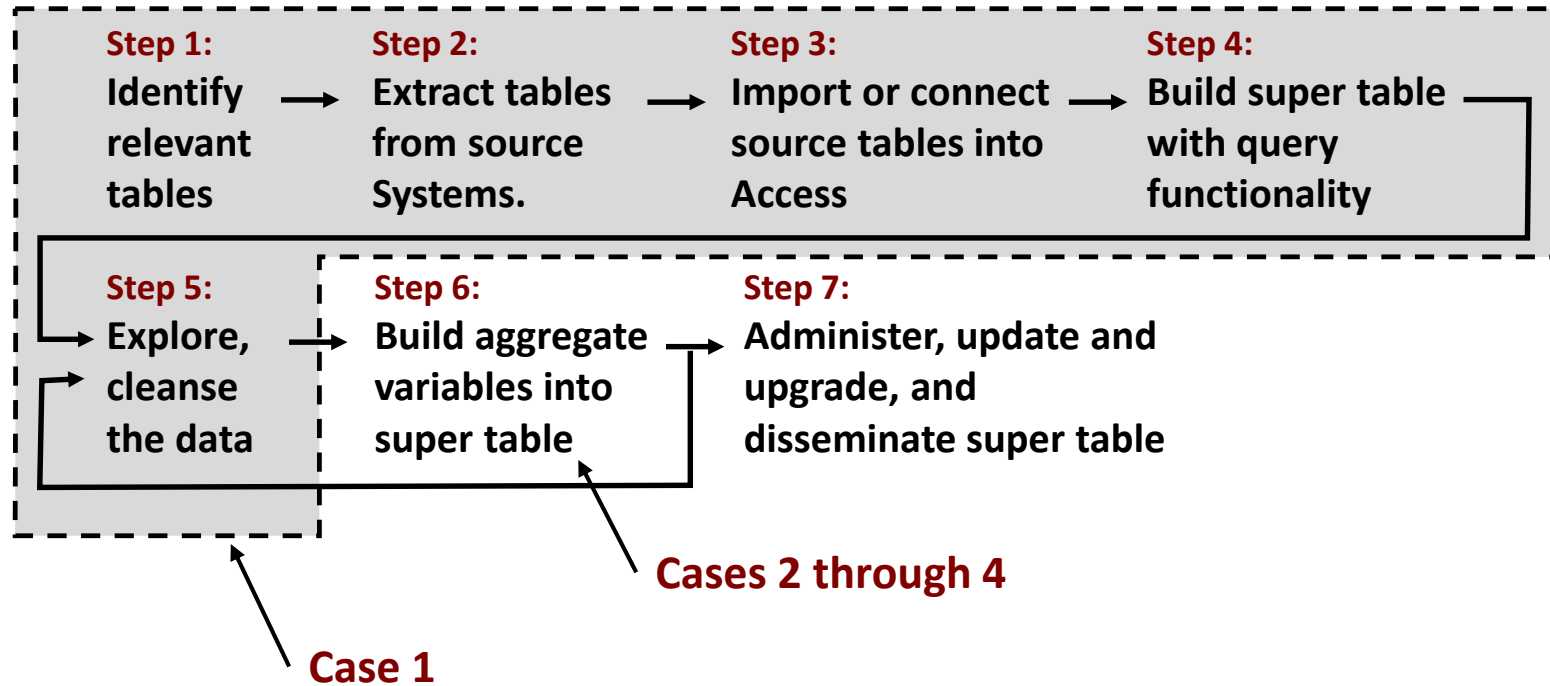 Step 1:
Identify
relevant
tables
Step 2:
Extract tables
from source
Systems.
Step 3:
Import or connect
source tables into
Access
Step 4:
Build super table
with query
functionality
Step 5:
Explore,
cleanse
the data
Step 6:
Build aggregate
variables into
super table
Step 7:
Administer, update and
upgrade, and
disseminate super table
Cases 2 through 4
Case 1